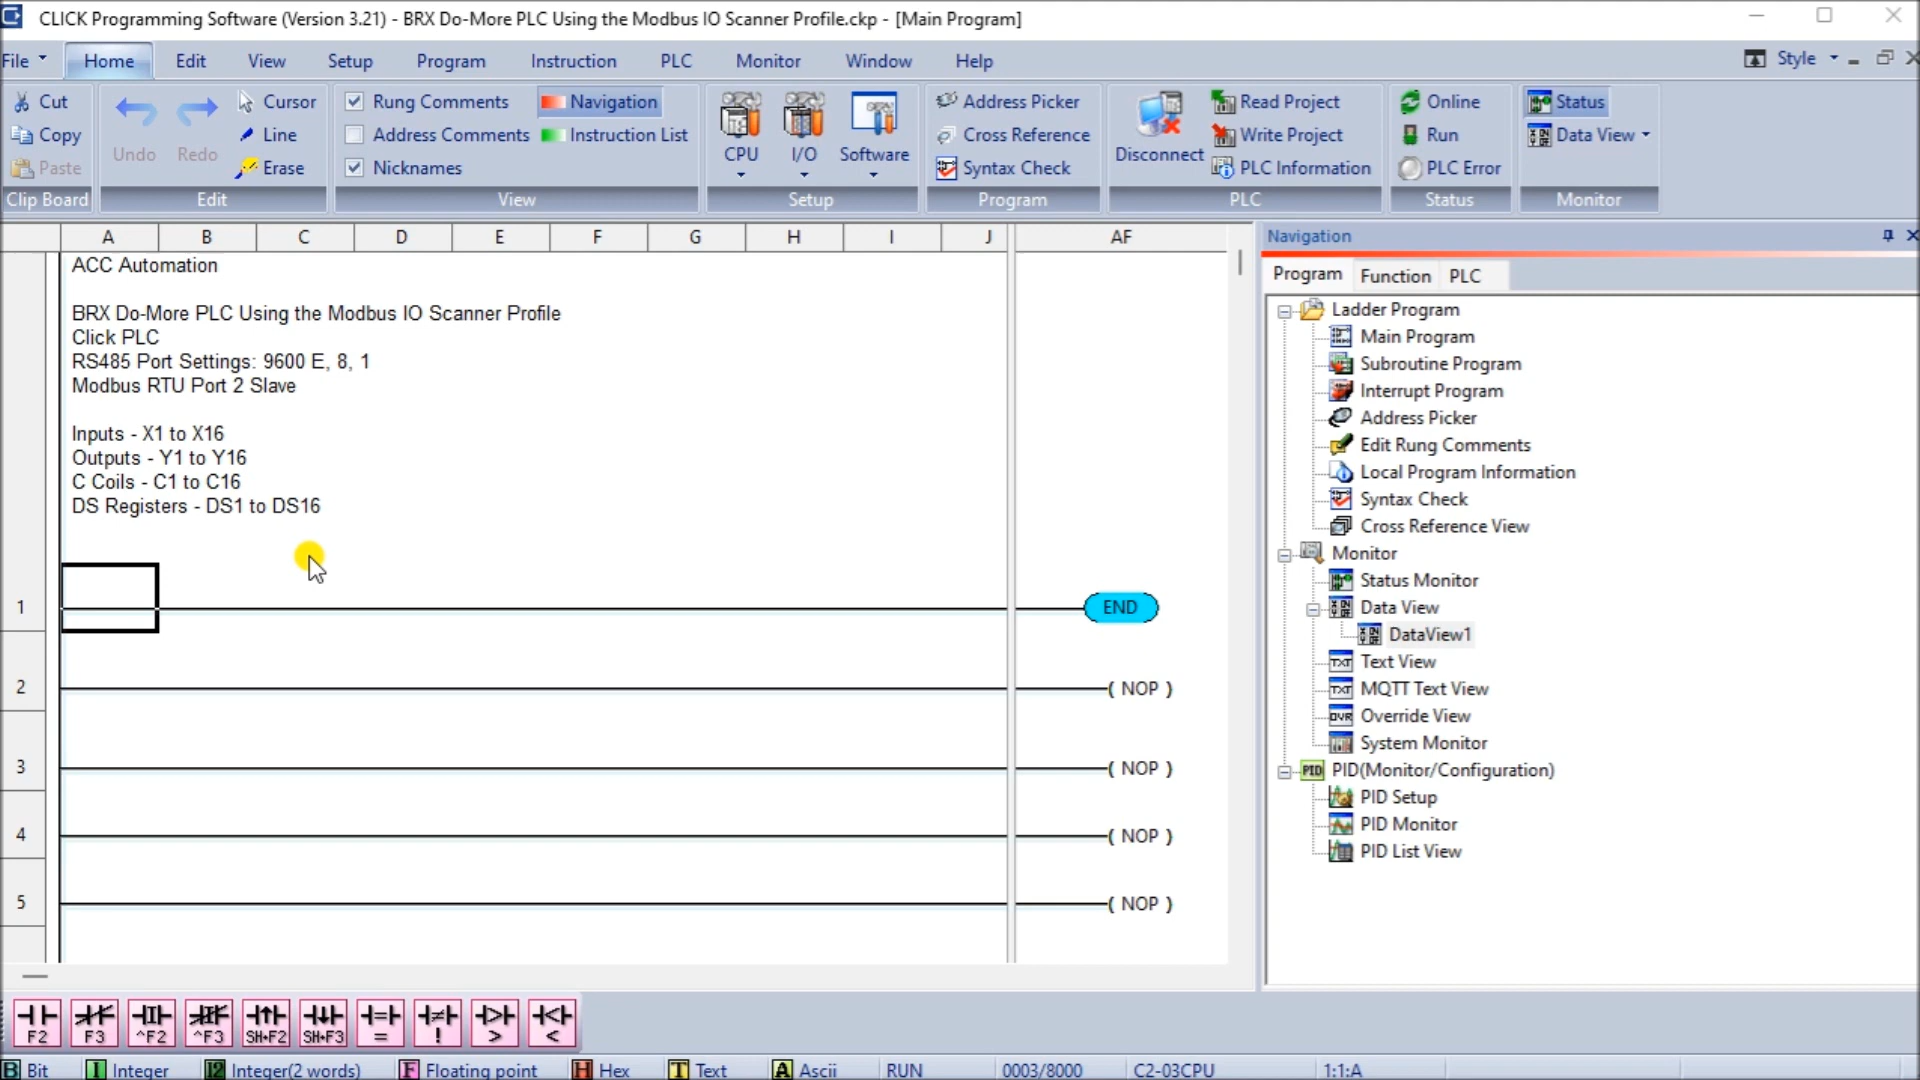 CLICK Programming Software (Version 3.21) - BRX Do-More PLC Using the Modbus IO Scanner Profile.ckp - [Main Program]
File Home Edit View Setup Program Instruction PLC Monitor Window Help Style
Cut
Copy
Paste
Clip Board
Undo
Redo
Cursor
Line
Erase
Edit
Rung Comments
Address Comments
Nicknames
Navigation
Instruction List
View
CPU
I/O
Software
Setup
Address Picker
Cross Reference
Syntax Check
Program
Disconnect
Read Project
Write Project
PLC Information
PLC
Online
Run
PLC Error
Status
Status
Data View
Monitor
A B C D E F G H I J AF
ACC Automation
BRX Do-More PLC Using the Modbus IO Scanner Profile
Click PLC
RS485 Port Settings: 9600 E, 8, 1
Modbus RTU Port 2 Slave
Inputs - X1 to X16
Outputs - Y1 to Y16
C Coils - C1 to C16
DS Registers - DS1 to DS16
1 END
2 ( NOP )
3 ( NOP )
4 ( NOP )
5 ( NOP )
Navigation
Program Function PLC
Ladder Program
Main Program
Subroutine Program
Interrupt Program
Address Picker
Edit Rung Comments
Local Program Information
Syntax Check
Cross Reference View
Monitor
Status Monitor
Data View
DataView1
TXT Text View
TXT MQTT Text View
OVR Override View
System Monitor
PID PID(Monitor/Configuration)
PID Setup
PID Monitor
PID List View
F2 F3 ^F2 ^F3 SH+F2 SH+F3 = ! > <
B Bit I Integer I2 Integer(2 words) F Floating point H Hex T Text A Ascii RUN 0003/8000 C2-03CPU 1:1:A